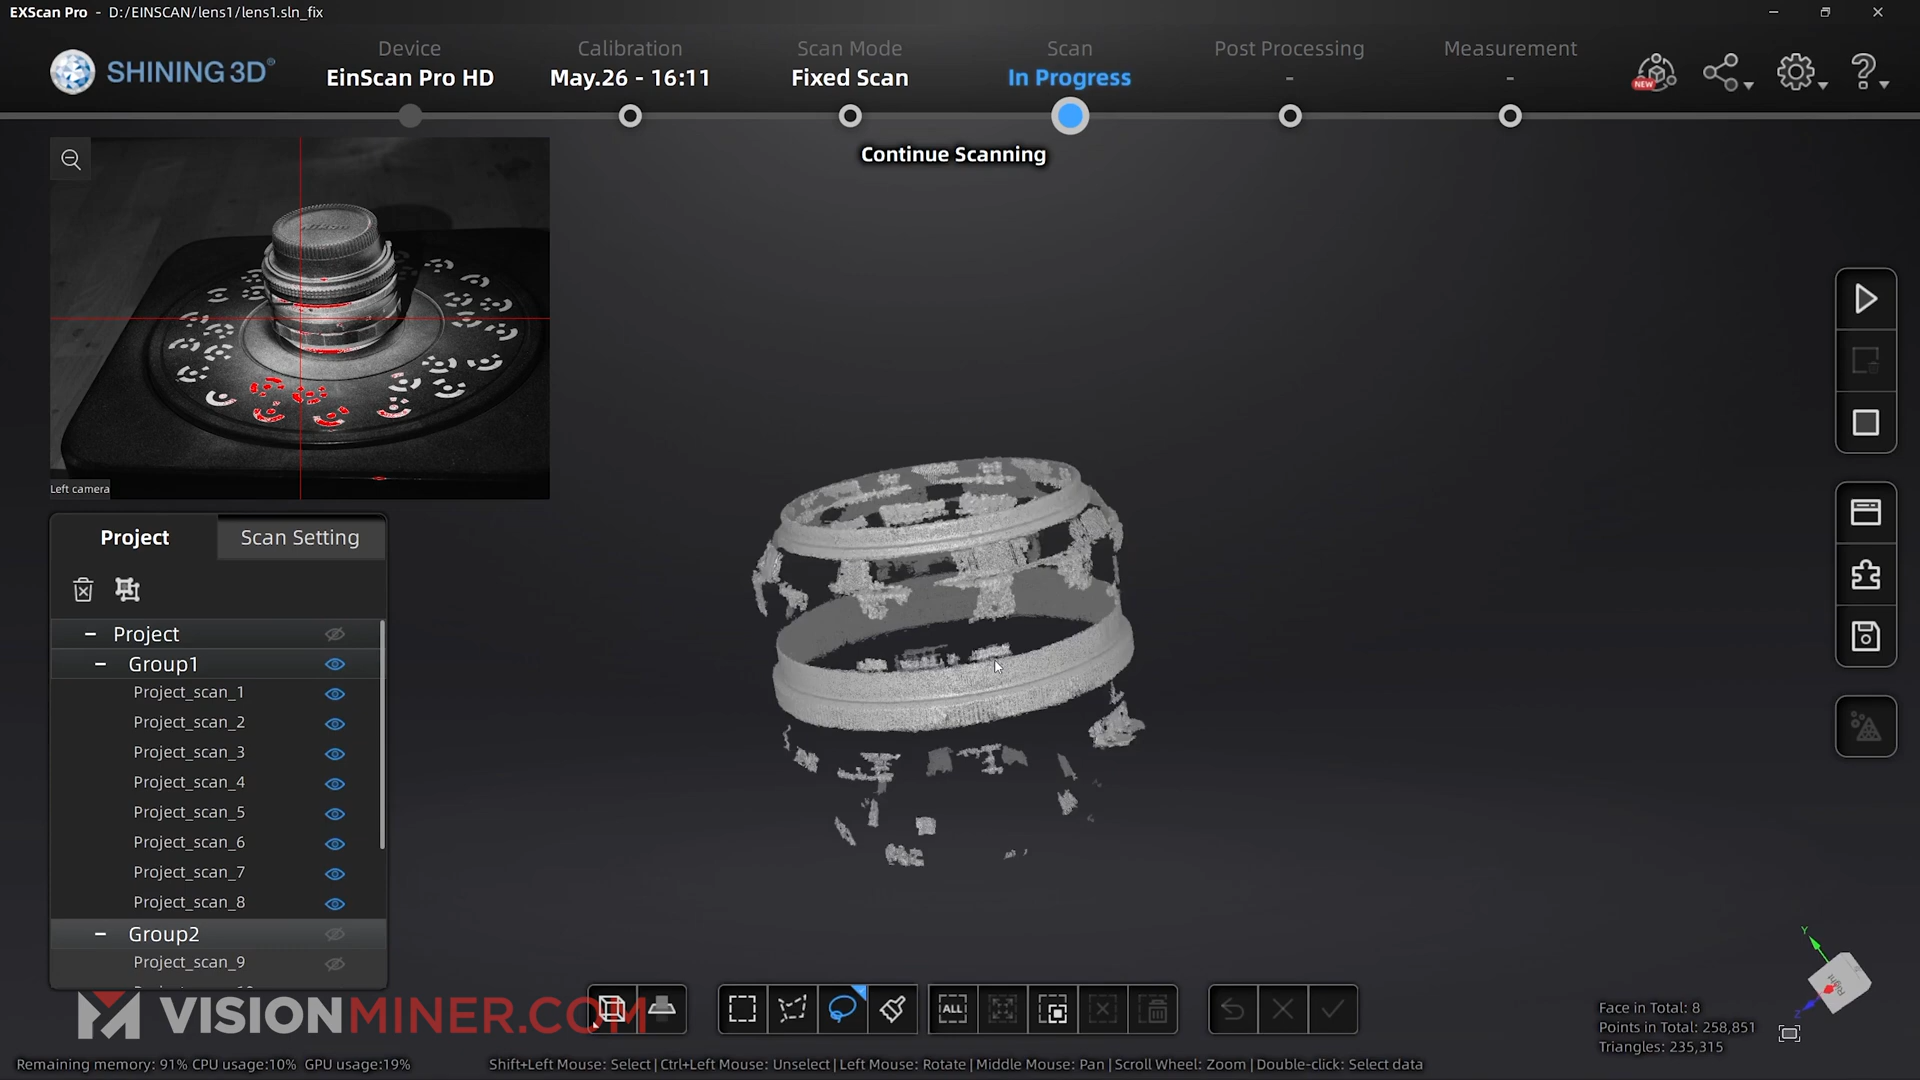 EXScan Pro - D:/EINSCAN/lens1/lens1.sln_fix
SHINING 3D®
Device
EinScan Pro HD
Calibration
May.26 - 16:11
Scan Mode
Fixed Scan
Scan
In Progress
Post Processing
-
Measurement
-
NEW
Continue Scanning
Nikon
Left camera
Project
Scan Setting
Project
Group1
Project_scan_1
Project_scan_2
Project_scan_3
Project_scan_4
Project_scan_5
Project_scan_6
Project_scan_7
Project_scan_8
Group2
Project_scan_9
VISIONMINER.COM
ALL
Y
Z
Right
Face in Total: 8
Points in Total: 258,851
Triangles: 235,315
Remaining memory: 91% CPU usage:10% GPU usage:19%
Shift+Left Mouse: Select|Ctrl+Left Mouse: Unselect|Left Mouse: Rotate|Middle Mouse: Pan|Scroll Wheel: Zoom|Double-click: Select data